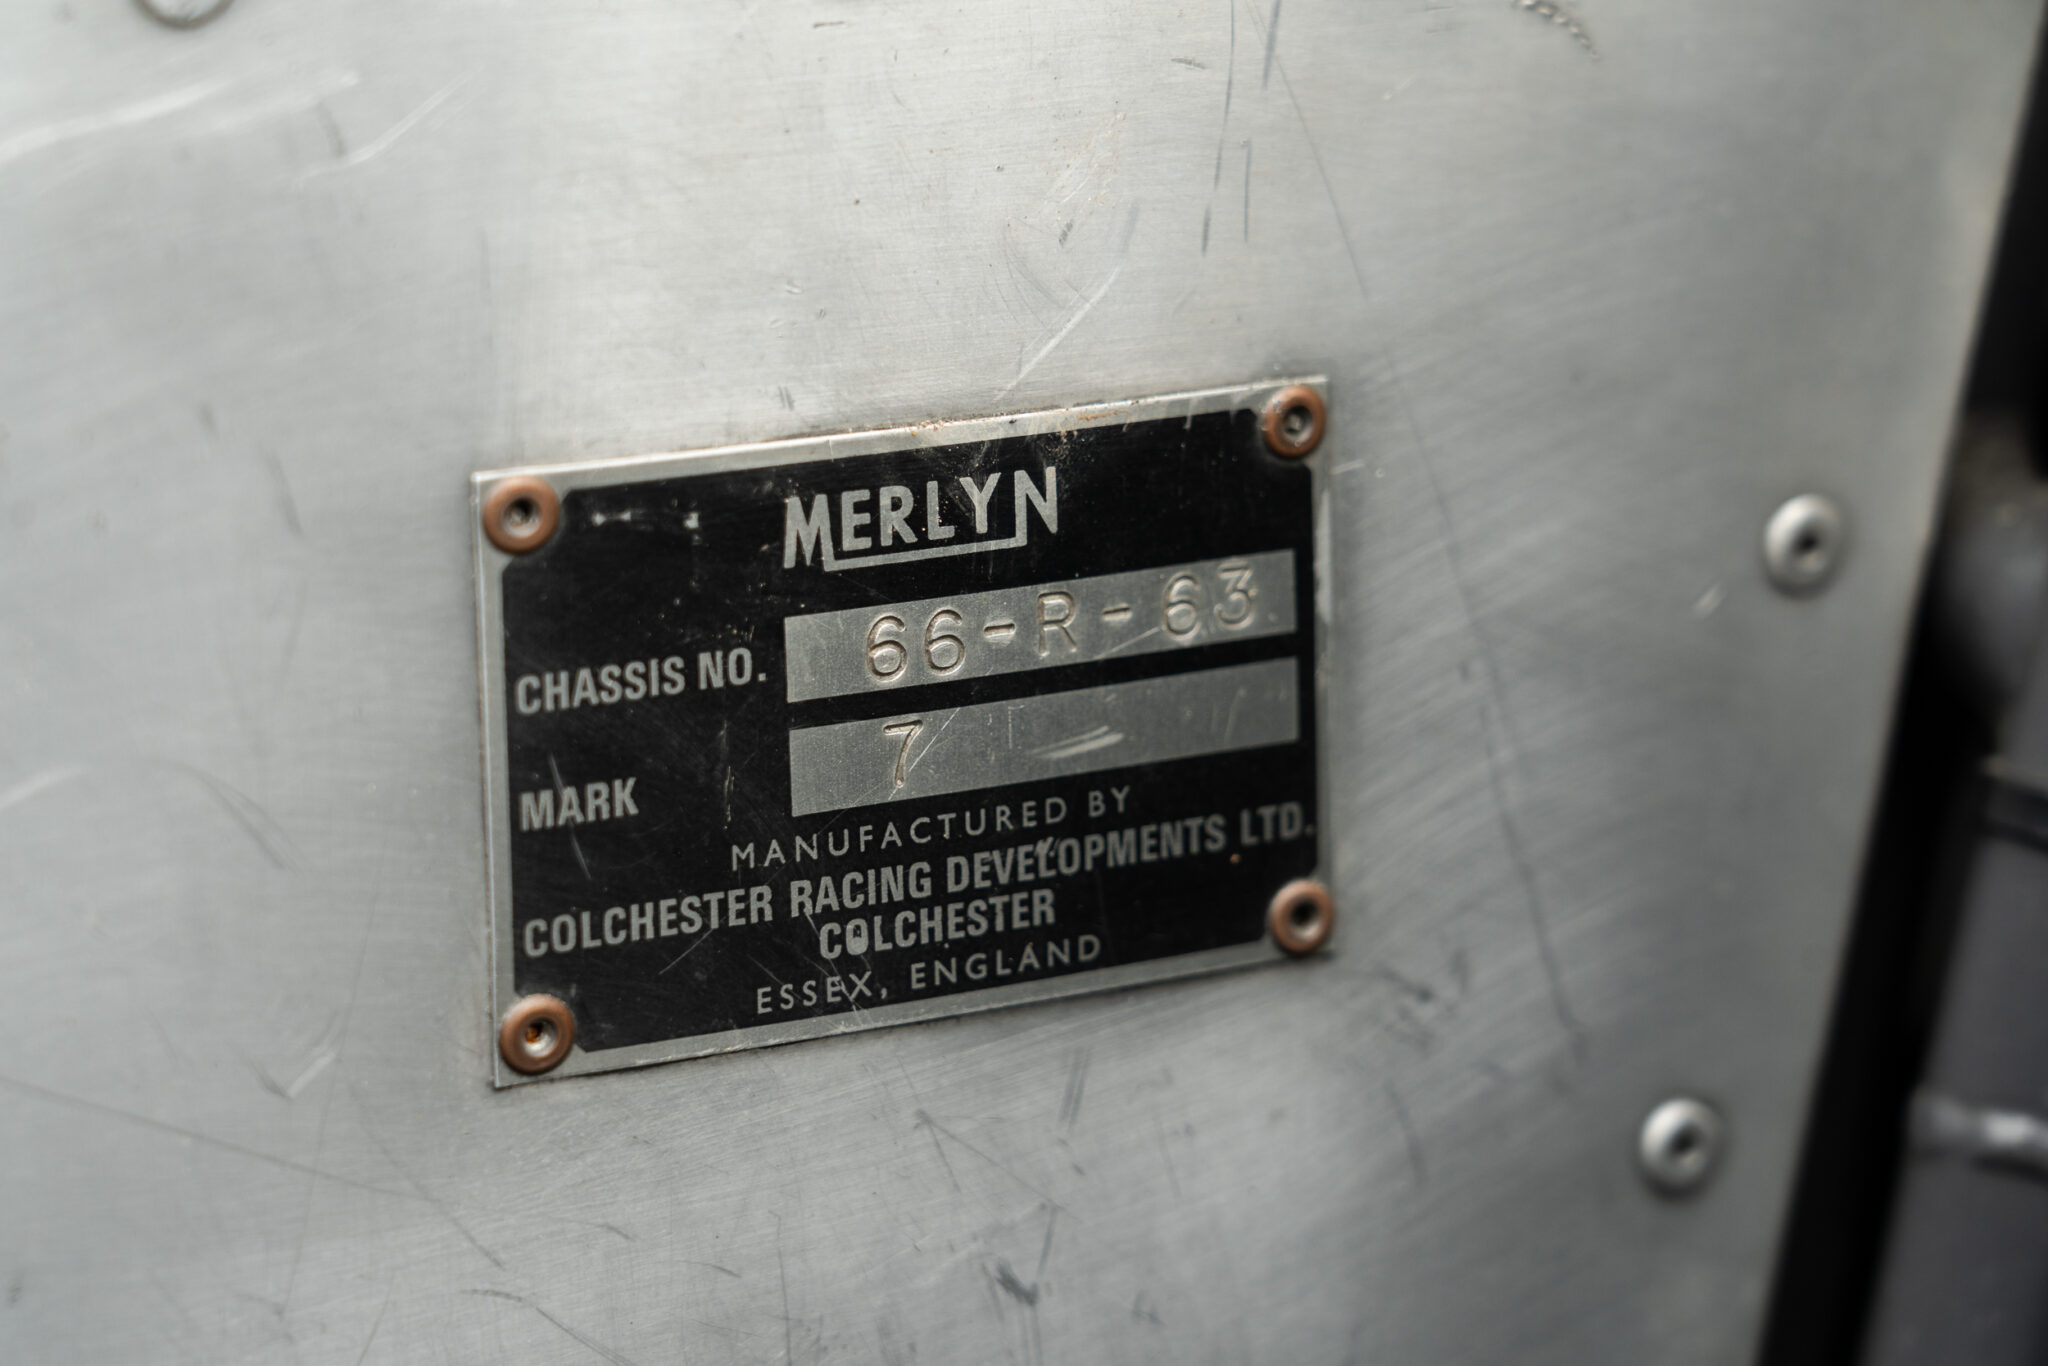 MERLYN
CHASSIS NO. 66-R-63
MARK 7
MANUFACTURED BY
COLCHESTER RACING DEVELOPMENTS LTD.
COLCHESTER
ESSEX, ENGLAND